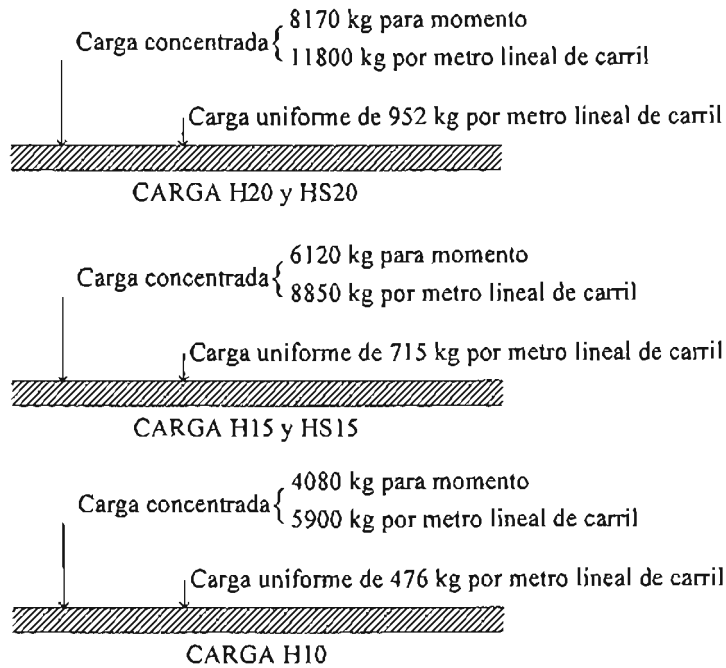 8170 kg para momento
Carga concentrada {
11800 kg por metro lineal de carril
Carga uniforme de 952 kg por metro lineal de carril
CARGA H20 y HS20
6120 kg para momento
Carga concentrada {
8850 kg por metro lineal de carril
Carga uniforme de 715 kg por metro lineal de carril
CARGA H15 y HS15
4080 kg para momento
Carga concentrada {
5900 kg por metro lineal de carril
Carga uniforme de 476 kg por metro lineal de carril
CARGA H10